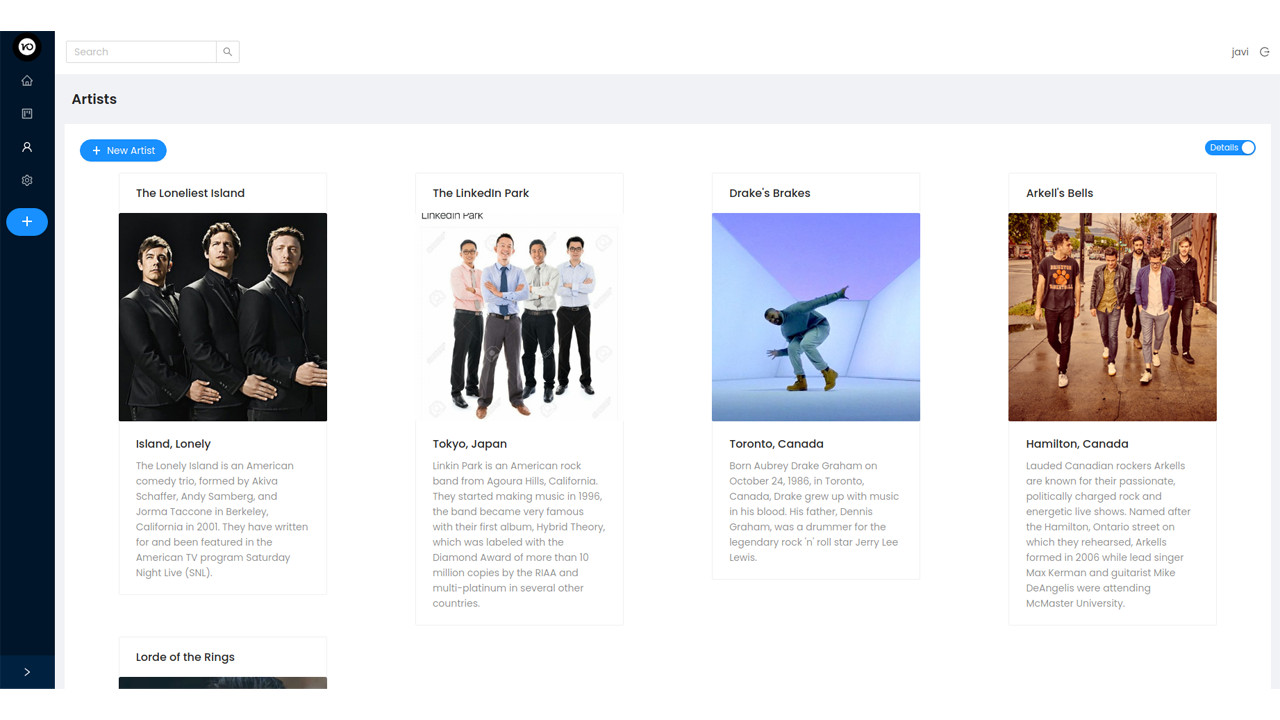 Search
javi
Artists
+ New Artist
Details
The Loneliest Island
The LinkedIn Park
Drake's Brakes
Arkell's Bells
Linkedin Park
Island, Lonely
The Lonely Island is an American
comedy trio, formed by Akiva
Schaffer, Andy Samberg, and
Jorma Taccone in Berkeley,
California in 2001. They have written
for and been featured in the
American TV program Saturday
Night Live (SNL).
Tokyo, Japan
Linkin Park is an American rock
band from Agoura Hills, California.
They started making music in 1996,
the band became very famous
with their first album, Hybrid Theory,
which was labeled with the
Diamond Award of more than 10
million copies by the RIAA and
multi-platinum in several other
countries.
Toronto, Canada
Born Aubrey Drake Graham on
October 24, 1986, in Toronto,
Canada, Drake grew up with music
in his blood. His father, Dennis
Graham, was a drummer for the
legendary rock 'n' roll star Jerry Lee
Lewis.
Hamilton, Canada
Lauded Canadian rockers Arkells
are known for their passionate,
politically charged rock and
energetic live shows. Named after
the Hamilton, Ontario street on
which they rehearsed, Arkells
formed in 2006 while lead singer
Max Kerman and guitarist Mike
DeAngelis were attending
McMaster University.
Lorde of the Rings